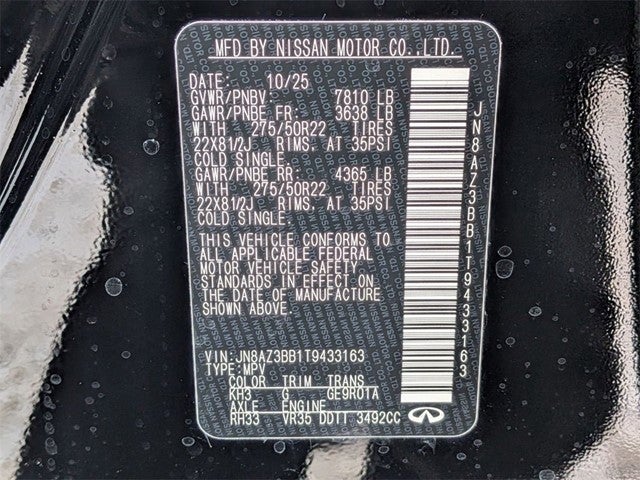 MFD BY NISSAN MOTOR CO.,LTD.
DATE: 10/25
GVWR/PNBV 7810 LB
GAWR/PNBE FR: 3638 LB
WITH 275/50R22 TIRES
22X81/2J RIMS. AT 35PSI
COLD SINGLE.
GAWR/PNBE RR: 4365 LB
WITH 275/50R22 TIRES
22X81/2J RIMS. AT 35PSI
COLD SINGLE.
THIS VEHICLE CONFORMS TO
ALL APPLICABLE FEDERAL
MOTOR VEHICLE SAFETY
STANDARDS IN EFFECT ON
THE DATE OF MANUFACTURE
SHOWN ABOVE.
VIN:JN8AZ3BB1T9433163
TYPE:MPV
COLOR TRIM TRANS
KH3 G GE9R01A
AXLE ENGINE
RH33 VR35 DDTT 3492CC
JN8AZ3BB1T9433163